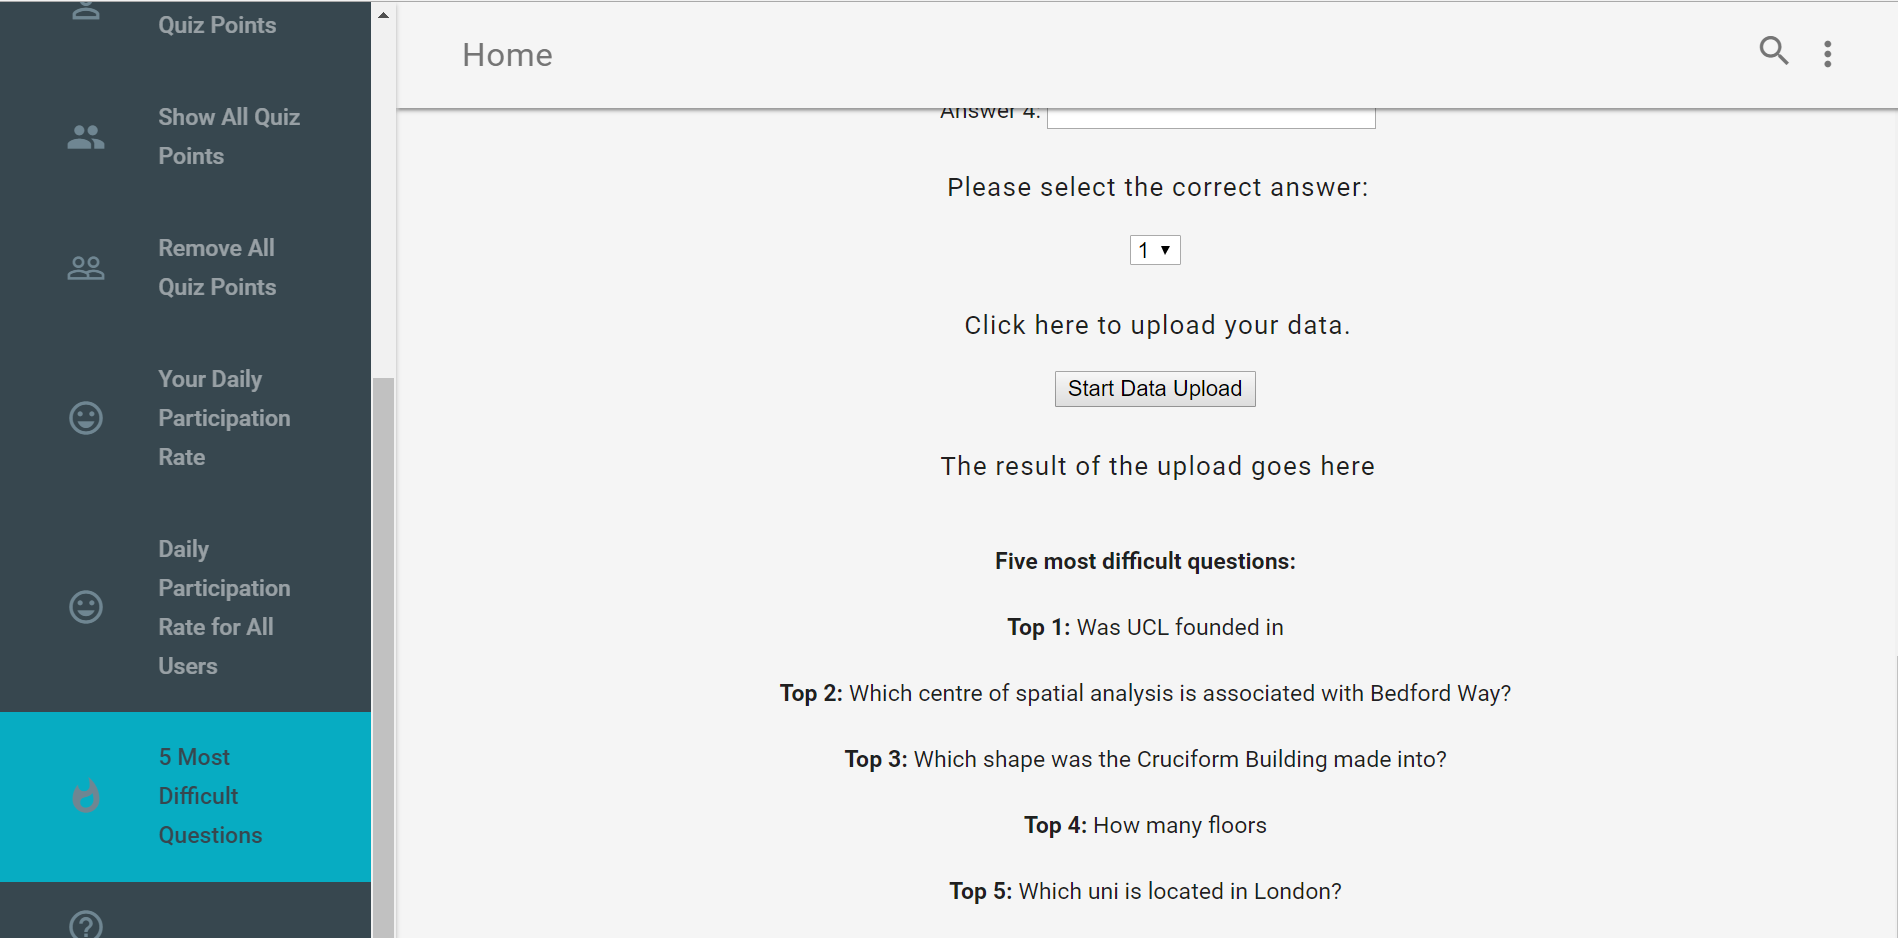 Quiz Points
Show All Quiz
Points
Remove All
Quiz Points
Your Daily
Participation
Rate
Daily
Participation
Rate for All
Users
5 Most
Difficult
Questions
Home
Answer 4:
Please select the correct answer:
1
Click here to upload your data.
Start Data Upload
The result of the upload goes here
Five most difficult questions:
Top 1: Was UCL founded in
Top 2: Which centre of spatial analysis is associated with Bedford Way?
Top 3: Which shape was the Cruciform Building made into?
Top 4: How many floors
Top 5: Which uni is located in London?